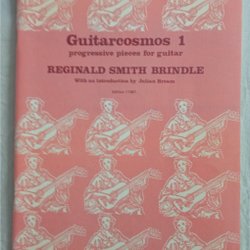 Guitarcosmos 1
progressive pieces for guitar
REGINALD SMITH BRINDLE
With an introduction by Julian Bream